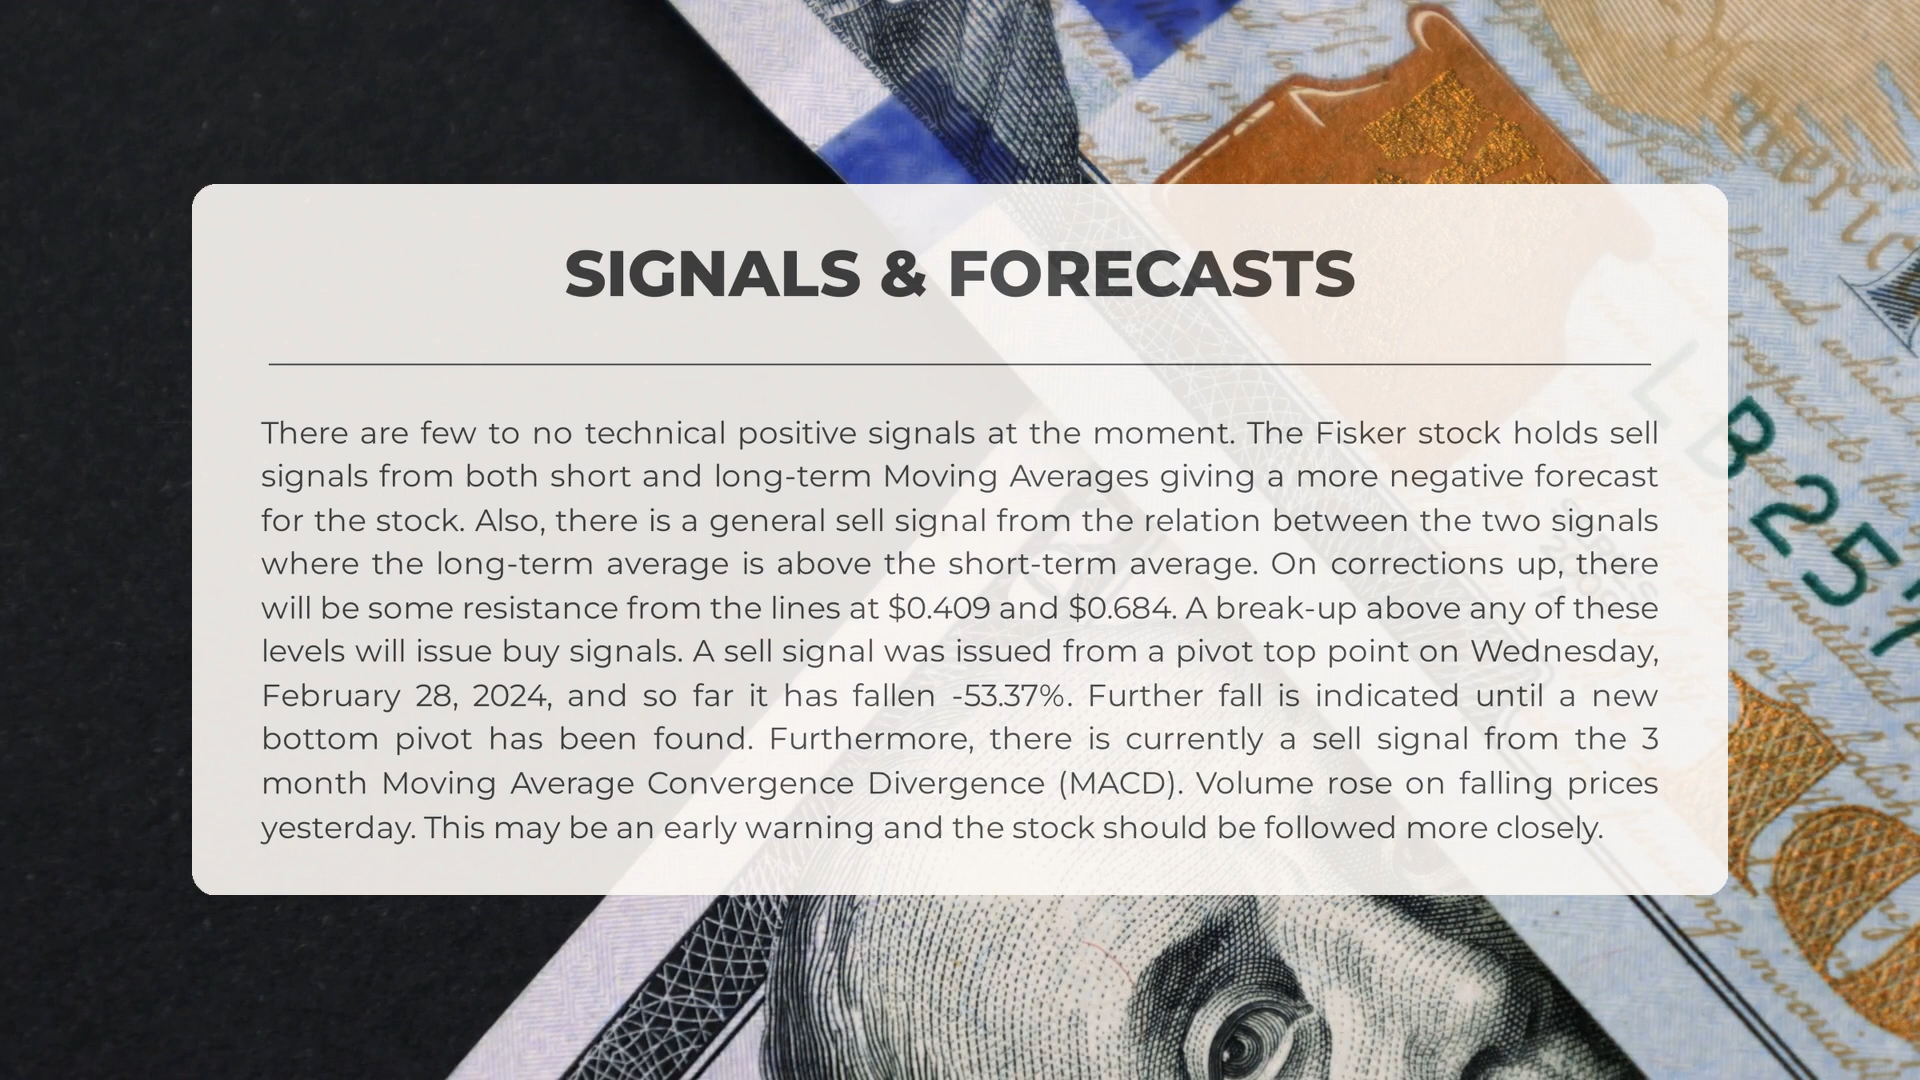 SIGNALS & FORECASTS
There are few to no technical positive signals at the moment. The Fisker stock holds sell
signals from both short and long-term Moving Averages giving a more negative forecast
for the stock. Also, there is a general sell signal from the relation between the two signals
where the long-term average is above the short-term average. On corrections up, there
will be some resistance from the lines at $0.409 and $0.684. A break-up above any of these
levels will issue buy signals. A sell signal was issued from a pivot top point on Wednesday,
February 28, 2024, and so far it has fallen -53.37%. Further fall is indicated until a new
bottom pivot has been found. Furthermore, there is currently a sell signal from the 3
month Moving Average Convergence Divergence (MACD). Volume rose on falling prices
yesterday. This may be an early warning and the stock should be followed more closely.
L B 257